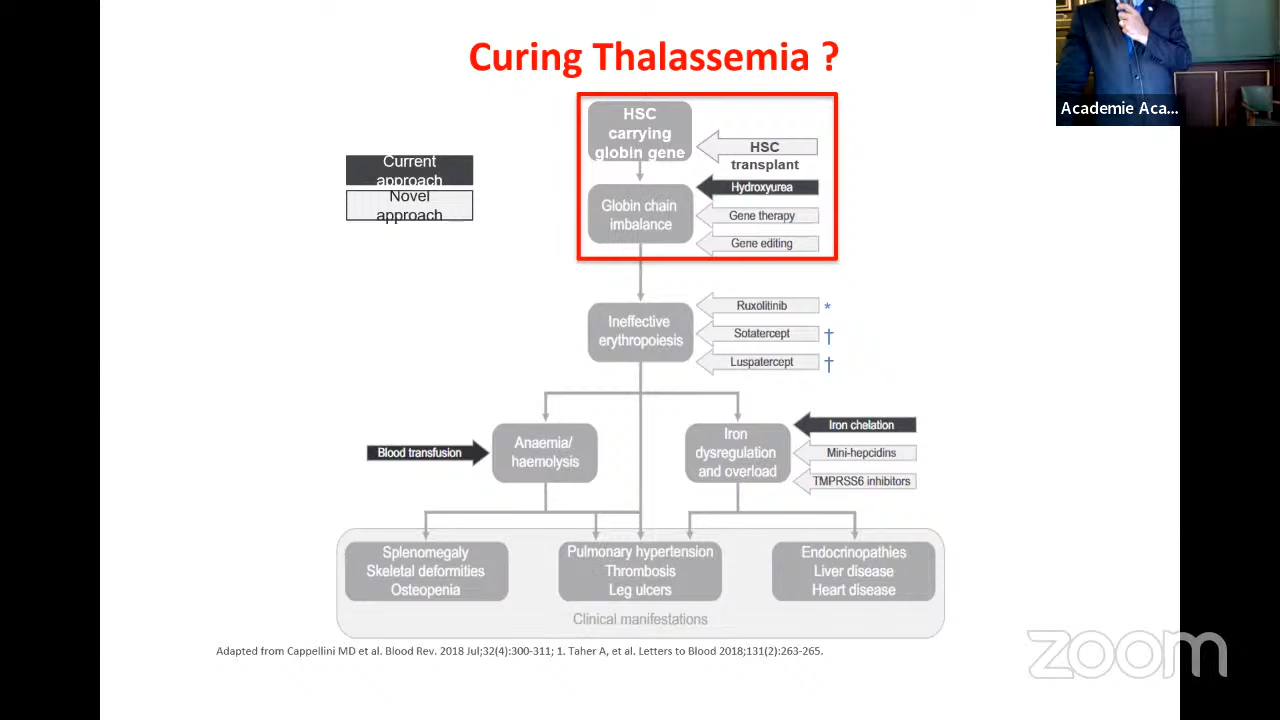 Curing Thalassemia ?
Academie Aca...
HSC
carrying
globin gene
HSC
transplant
Current
approach
Novel
approach
Hydroxyurea
Globin chain
imbalance
Gene therapy
Gene editing
Ruxolitinib *
Ineffective
erythropoiesis
Sotatercept †
Luspatercept †
Blood transfusion
Anaemia/
haemolysis
Iron
dysregulation
and overload
Iron chelation
Mini-hepcidins
TMPRSS6 inhibitors
Splenomegaly
Skeletal deformities
Osteopenia
Pulmonary hypertension
Thrombosis
Leg ulcers
Endocrinopathies
Liver disease
Heart disease
Clinical manifestations
Adapted from Cappellini MD et al. Blood Rev. 2018 Jul;32(4):300-311; 1. Taher A, et al. Letters to Blood 2018;131(2):263-265.
zoom